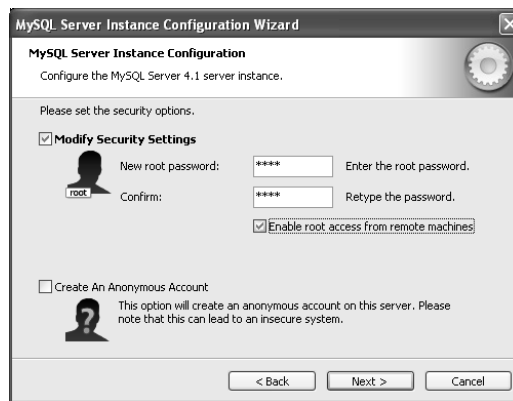 MySQL Server Instance Configuration Wizard
MySQL Server Instance Configuration
Configure the MySQL Server 4.1 server instance.
Please set the security options.
Modify Security Settings
New root password: **** Enter the root password.
root
Confirm: **** Retype the password.
Enable root access from remote machines
Create An Anonymous Account
This option will create an anonymous account on this server. Please
note that this can lead to an insecure system.
< Back Next > Cancel